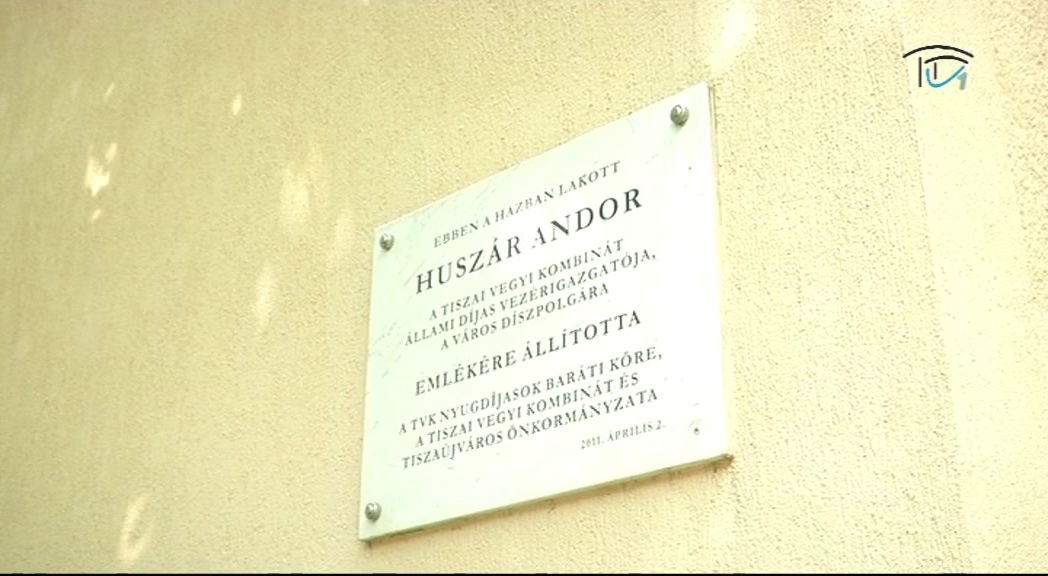 EBBEN A HÁZBAN LAKOTT
HUSZÁR ANDOR
A TISZAI VEGYI KOMBINÁT
ÁLLAMI DÍJAS VEZÉRIGAZGATÓJA,
A VÁROS DÍSZPOLGÁRA
EMLÉKÉRE ÁLLÍTOTTA
A TVK NYUGDÍJASOK BARÁTI KÖRE,
A TISZAI VEGYI KOMBINÁT ÉS
TISZAÚJVÁROS ÖNKORMÁNYZATA
2011. ÁPRILIS 2.